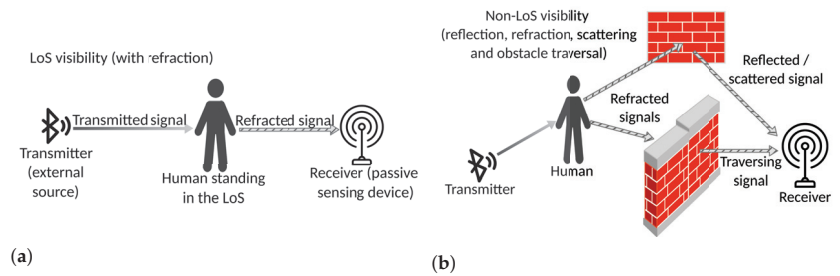 LoS visibility (with refraction)
Transmitted signal
Refracted signal
Transmitter
(external
source)
Human standing
in the LoS
Receiver (passive
sensing device)
(a)
Non-LoS visibility
(reflection, refraction, scattering
and obstacle traversal)
Reflected /
scattered signal
Refracted
signals
Transmitter
Human
Traversing
signal
Receiver
(b)